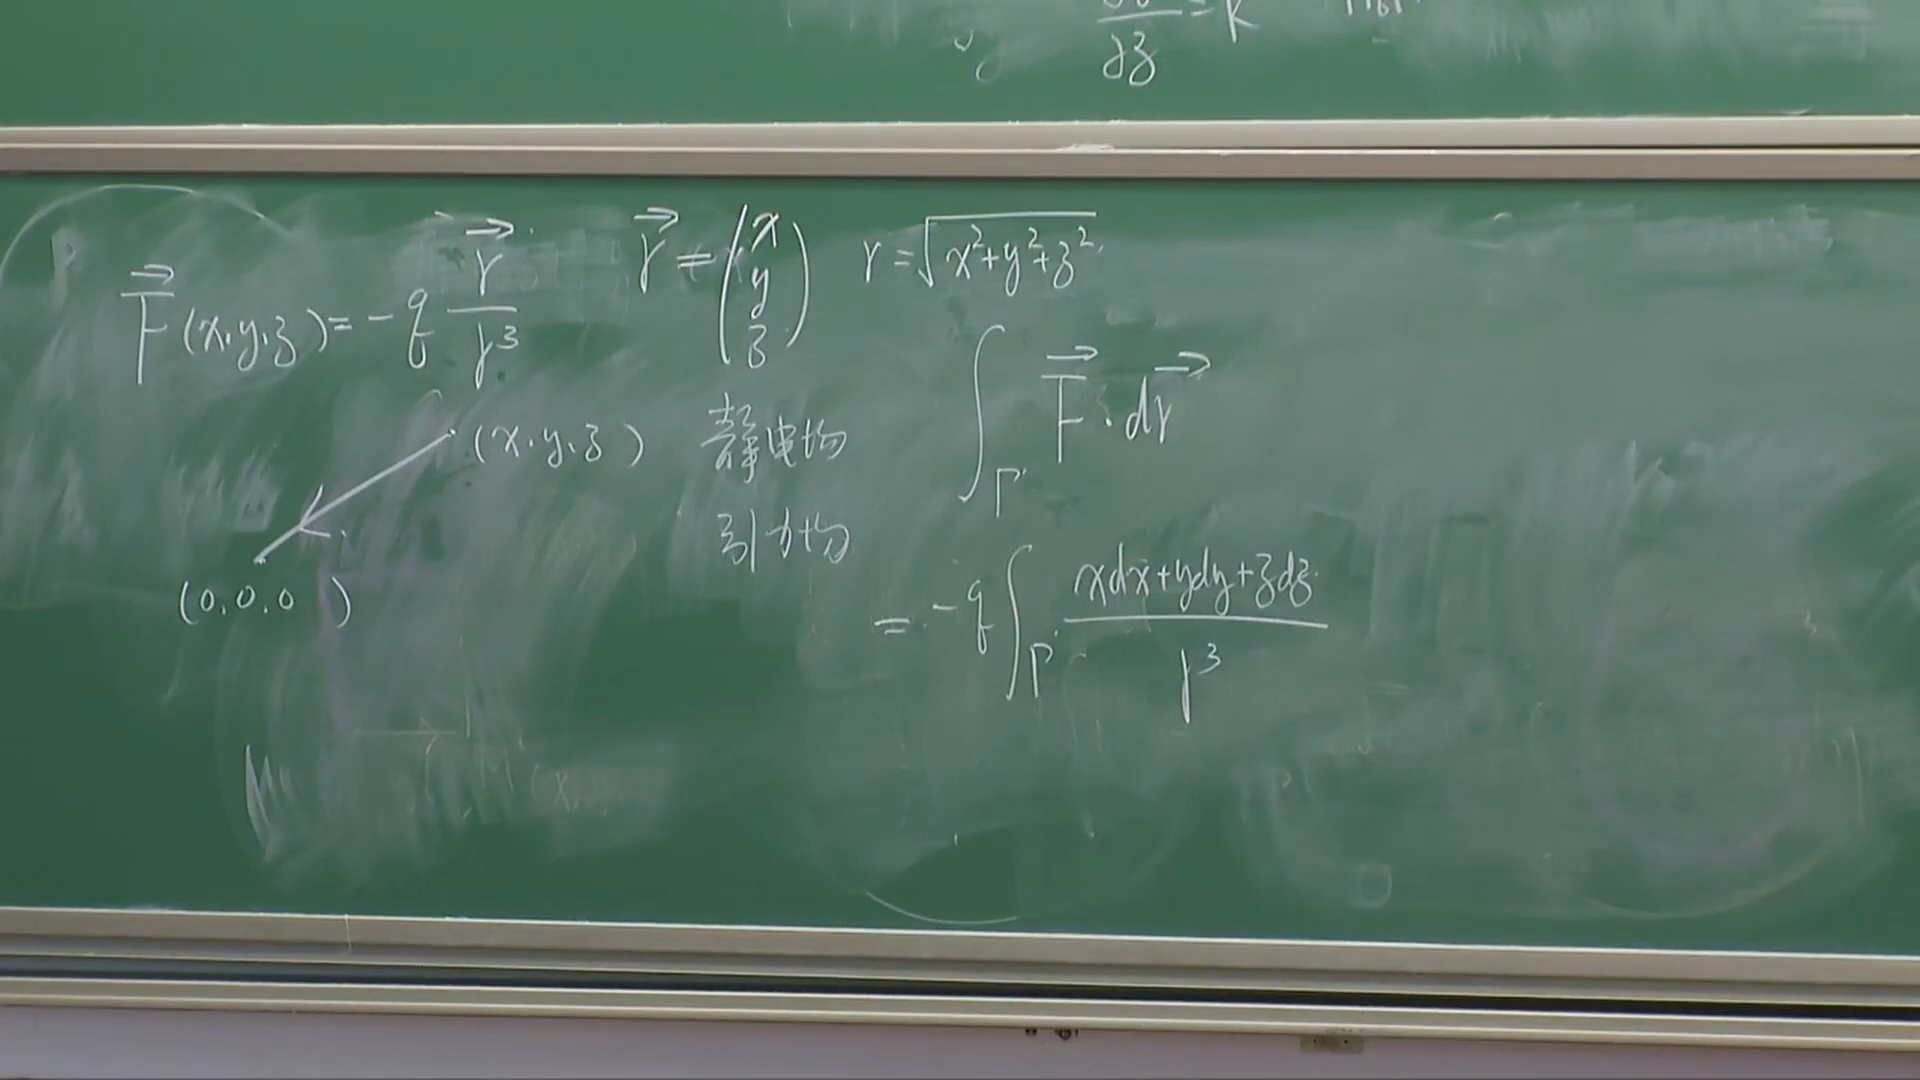 ∂z = R
F⃗(x,y,z) = -q r⃗/r³  r⃗ = (x y z)  r = √(x²+y²+z²)
(x,y,z)
静电场
引力场
(0,0,0)
∫_Γ F⃗·dr⃗
= -q ∫_Γ (xdx+ydy+zdz)/r³